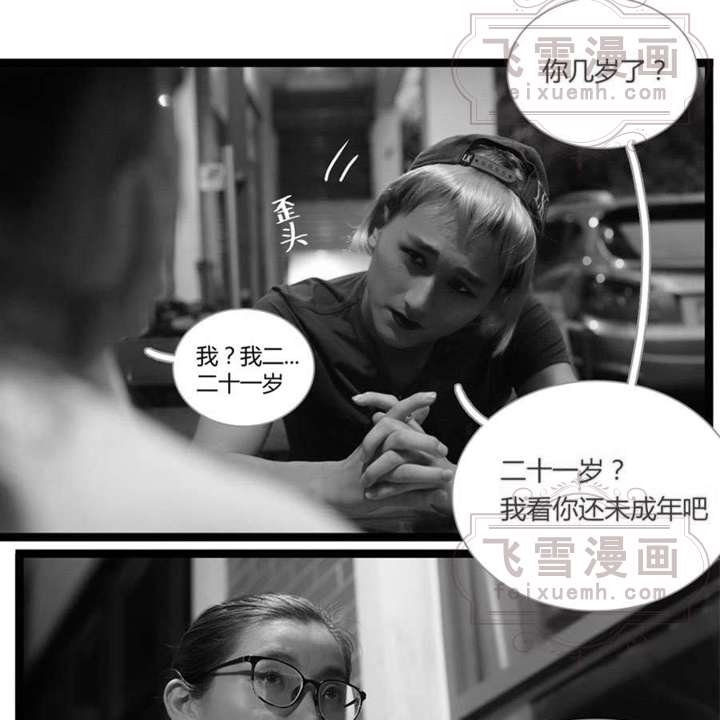 飞雪漫画
feixuemh.com
你几岁了？
歪头
我？我二...
二十一岁
二十一岁？
我看你还未成年吧
飞雪漫画
feixuemh.com